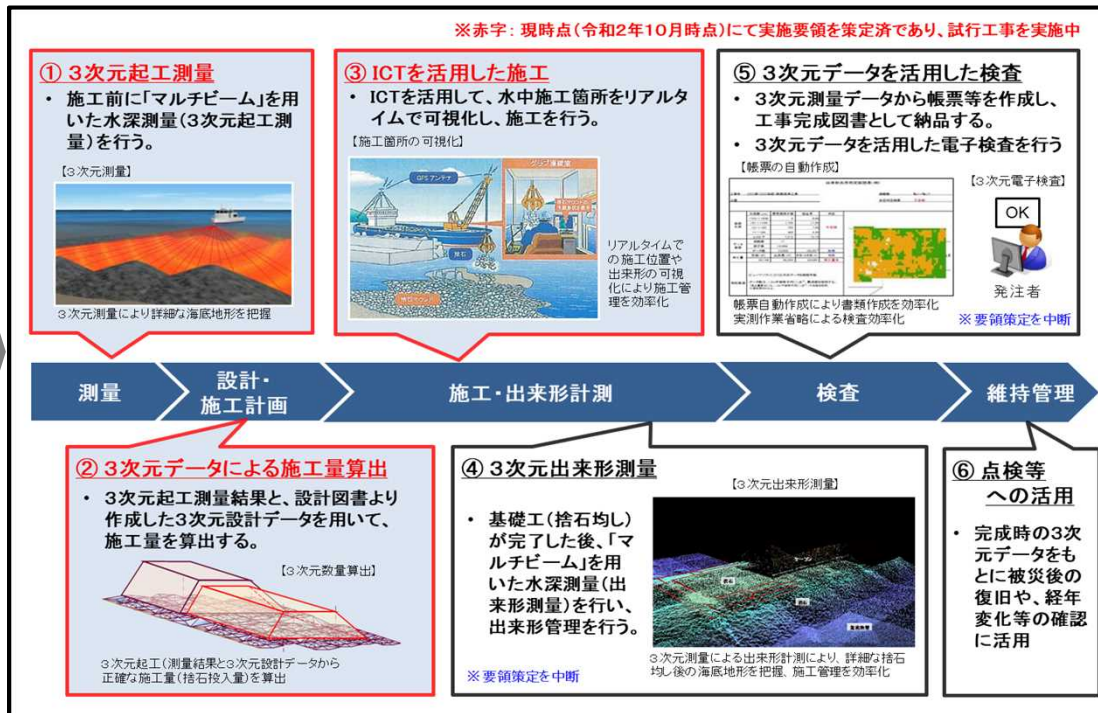 ※赤字：現時点（令和2年10月時点）にて実施要領を策定済であり、試行工事を実施中
① 3次元起工測量
• 施工前に「マルチビーム」を用
いた水深測量（3次元起工測
量）を行う。
【3次元測量】
3次元測量により詳細な海底地形を把握
③ ICTを活用した施工
• ICTを活用して、水中施工箇所をリアルタ
イムで可視化し、施工を行う。
【施工箇所の可視化】
GPSアンテナ
グラブ操縦室
捨石
捨石マウンド
リアルタイムで
の施工位置や
出来形の可視
化により施工管
理を効率化
⑤ 3次元データを活用した検査
• 3次元測量データから帳票等を作成し、
工事完成図書として納品する。
• 3次元データを活用した電子検査を行う
【帳票の自動作成】
【3次元電子検査】
OK
発注者
帳票自動作成により書類作成を効率化
実測作業省略による検査効率化
※要領策定を中断
測量
設計・
施工計画
施工・出来形計測
検査
維持管理
② 3次元データによる施工量算出
• 3次元起工測量結果と、設計図書より
作成した3次元設計データを用いて、
施工量を算出する。
【3次元数量算出】
3次元起工（測量結果と3次元設計データから
正確な施工量（捨石投入量）を算出
④ 3次元出来形測量
【3次元出来形測量】
• 基礎工（捨石均し）
が完了した後、「マ
ルチビーム」を用
いた水深測量（出
来形測量）を行い、
出来形管理を行う。
※要領策定を中断
3次元測量による出来形計測により、詳細な捨石
均し後の海底地形を把握、施工管理を効率化
⑥ 点検等
への活用
• 完成時の3次
元データをも
とに被災後の
復旧や、経年
変化等の確認
に活用